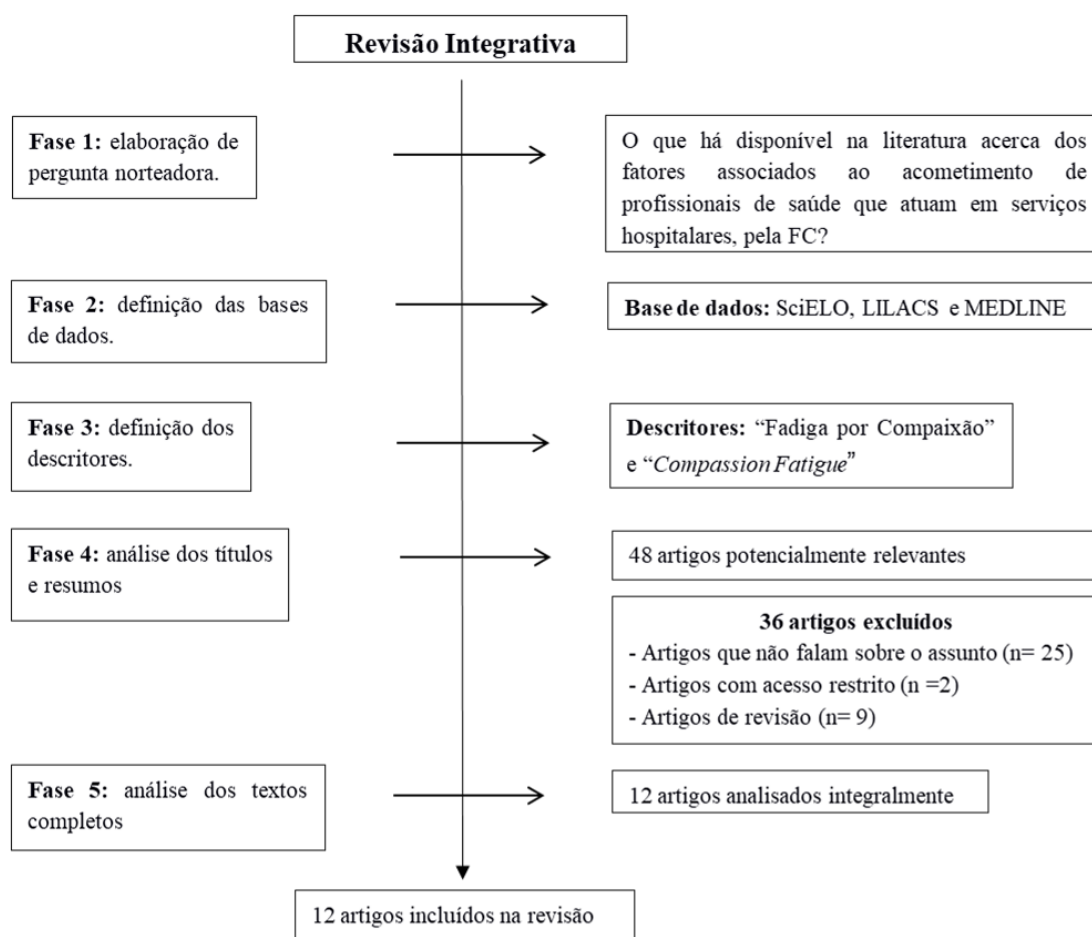 Revisão Integrativa
Fase 1: elaboração de
pergunta norteadora.
O que há disponível na literatura acerca dos
fatores associados ao acometimento de
profissionais de saúde que atuam em serviços
hospitalares, pela FC?
Fase 2: definição das bases
de dados.
Base de dados: SciELO, LILACS e MEDLINE
Fase 3: definição dos
descritores.
Descritores: “Fadiga por Compaixão”
e “Compassion Fatigue”
Fase 4: análise dos títulos
e resumos
48 artigos potencialmente relevantes
36 artigos excluídos
- Artigos que não falam sobre o assunto (n= 25)
- Artigos com acesso restrito (n =2)
- Artigos de revisão (n= 9)
Fase 5: análise dos textos
completos
12 artigos analisados integralmente
12 artigos incluídos na revisão